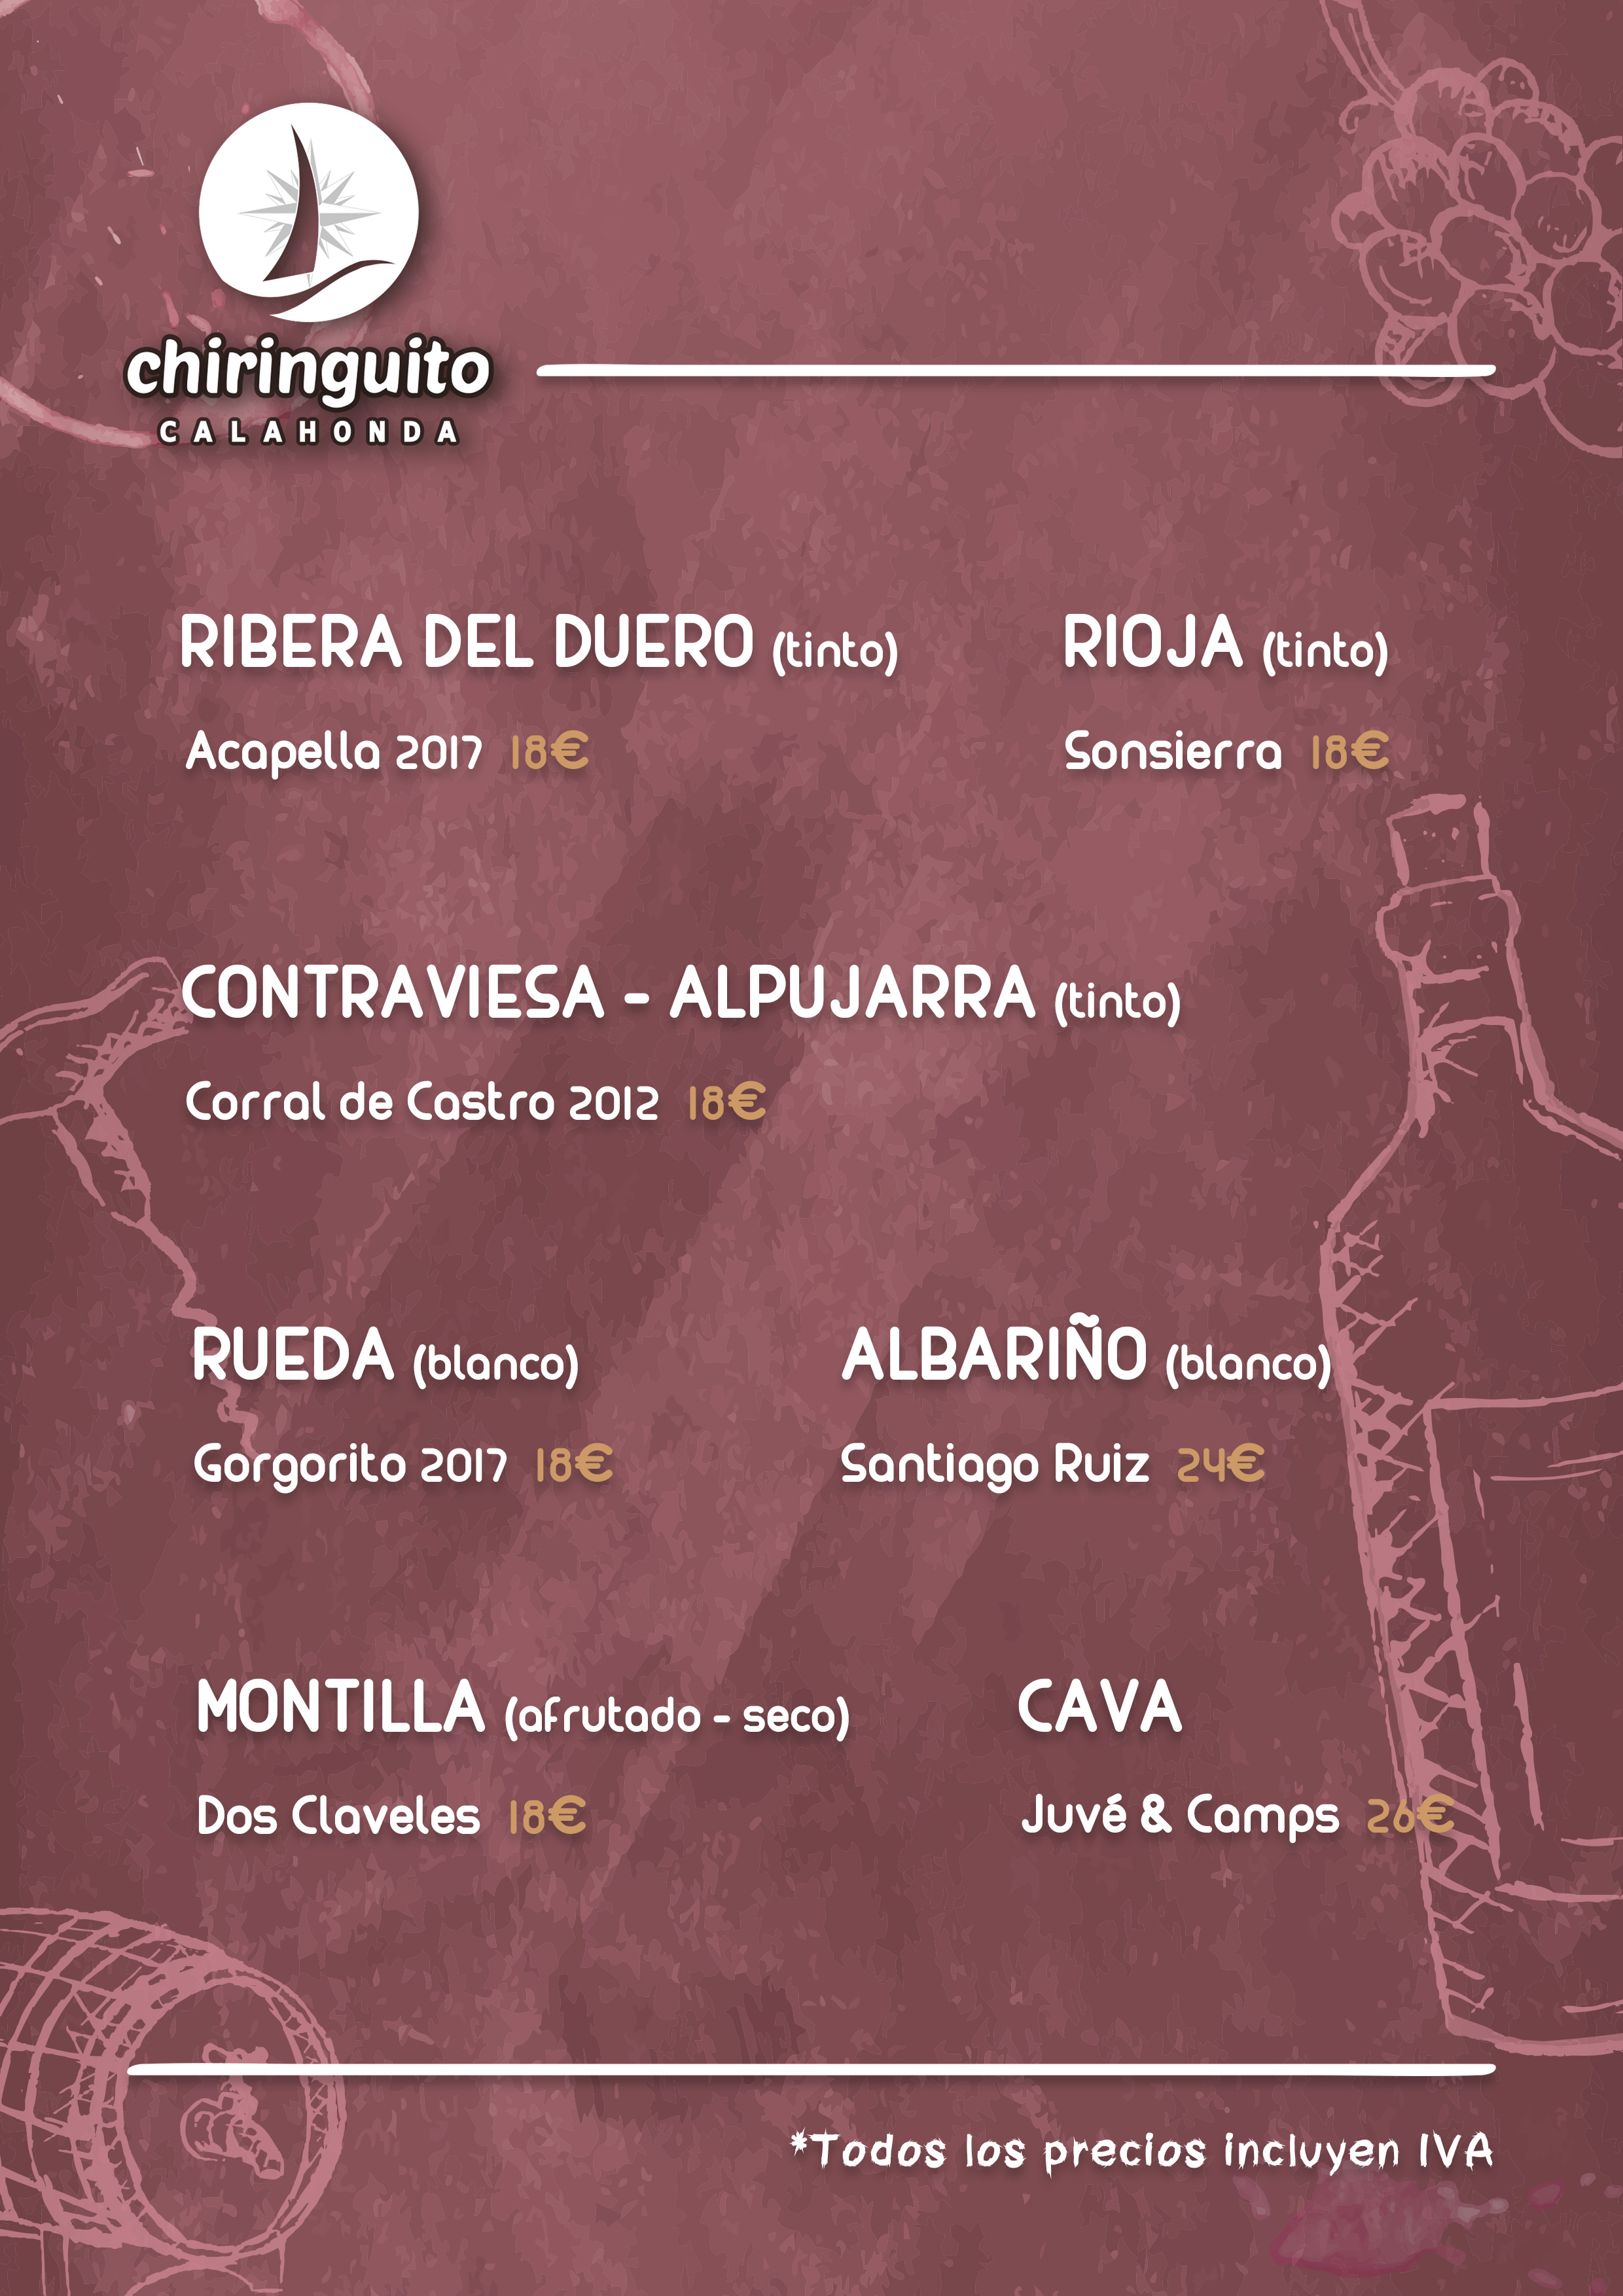 chiringuito
CALAHONDA
RIBERA DEL DUERO (tinto)
Acapella 2017 18€
RIOJA (tinto)
Sonsierra 18€
CONTRAVIESA - ALPUJARRA (tinto)
Corral de Castro 2012 18€
RUEDA (blanco)
Gorgorito 2017 18€
ALBARIÑO (blanco)
Santiago Ruiz 24€
MONTILLA (afrutado - seco)
Dos Claveles 18€
CAVA
Juvé & Camps 26€
*Todos los precios incluyen IVA